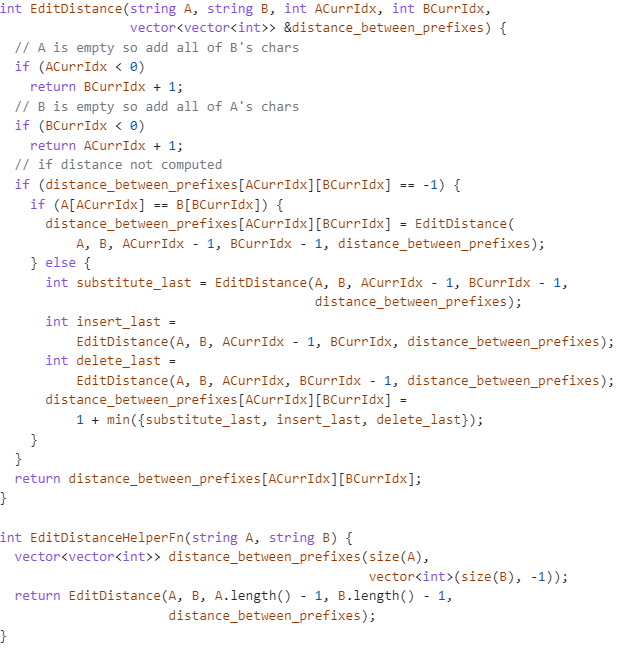 int EditDistance(string A, string B, int ACurrIdx, int BCurrIdx,
                 vector<vector<int>> &distance_between_prefixes) {
  // A is empty so add all of B's chars
  if (ACurrIdx < 0)
    return BCurrIdx + 1;
  // B is empty so add all of A's chars
  if (BCurrIdx < 0)
    return ACurrIdx + 1;
  // if distance not computed
  if (distance_between_prefixes[ACurrIdx][BCurrIdx] == -1) {
    if (A[ACurrIdx] == B[BCurrIdx]) {
      distance_between_prefixes[ACurrIdx][BCurrIdx] = EditDistance(
          A, B, ACurrIdx - 1, BCurrIdx - 1, distance_between_prefixes);
    } else {
      int substitute_last = EditDistance(A, B, ACurrIdx - 1, BCurrIdx - 1,
                                         distance_between_prefixes);
      int insert_last =
          EditDistance(A, B, ACurrIdx - 1, BCurrIdx, distance_between_prefixes);
      int delete_last =
          EditDistance(A, B, ACurrIdx, BCurrIdx - 1, distance_between_prefixes);
      distance_between_prefixes[ACurrIdx][BCurrIdx] =
          1 + min({substitute_last, insert_last, delete_last});
    }
  }
  return distance_between_prefixes[ACurrIdx][BCurrIdx];
}

int EditDistanceHelperFn(string A, string B) {
  vector<vector<int>> distance_between_prefixes(size(A),
                                                vector<int>(size(B), -1));
  return EditDistance(A, B, A.length() - 1, B.length() - 1,
                      distance_between_prefixes);
}